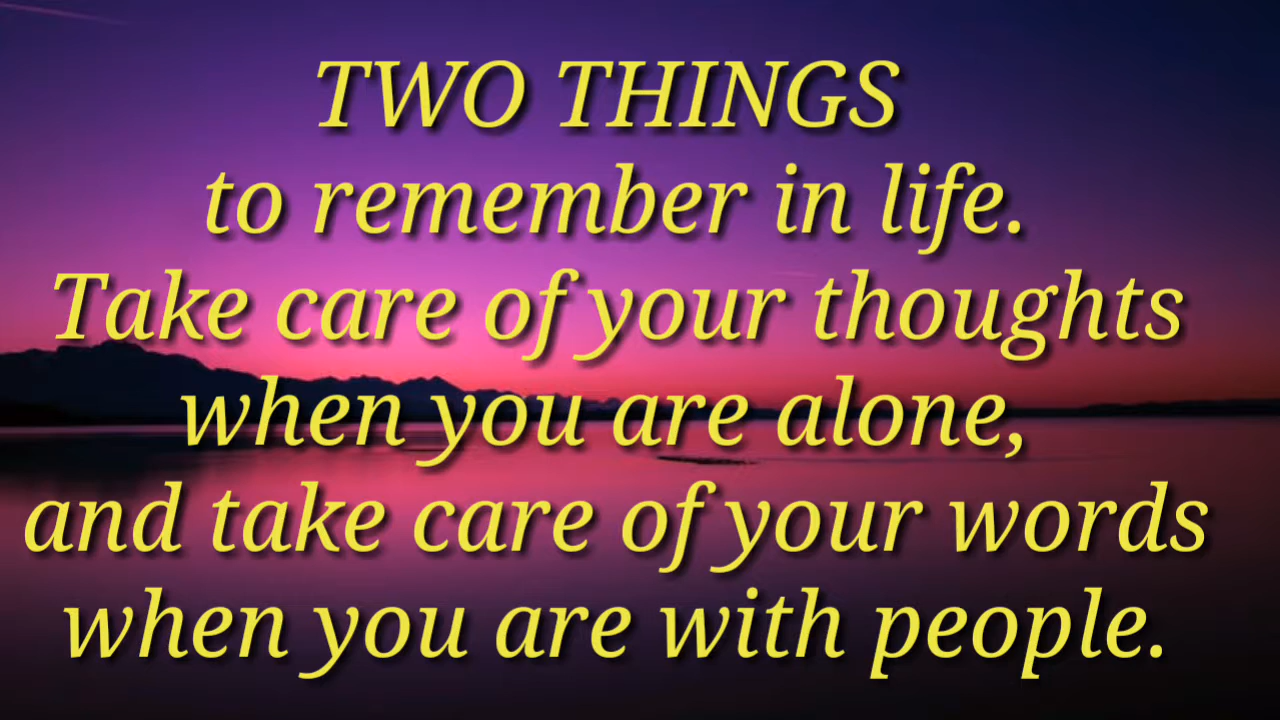 TWO THINGS
to remember in life.
Take care of your thoughts
when you are alone,
and take care of your words
when you are with people.